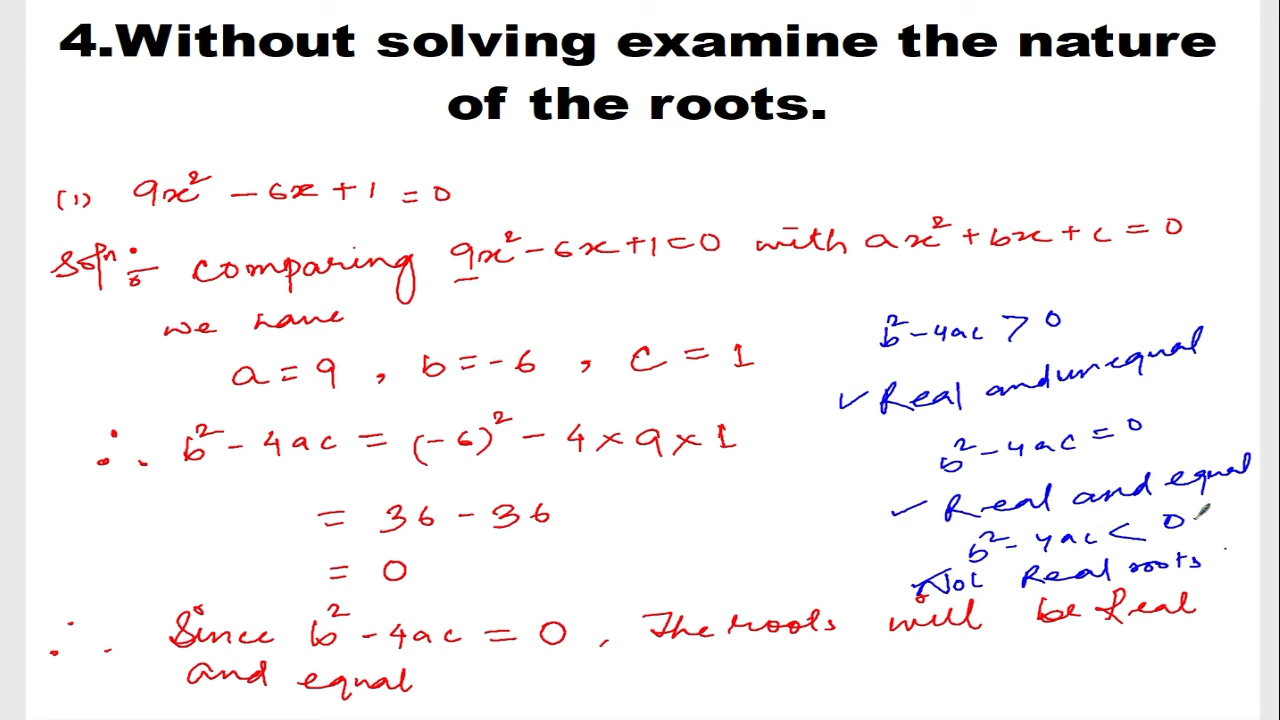 4.Without solving examine the nature
of the roots.
(1) 9x² - 6x + 1 = 0
Soln :- comparing 9x² - 6x + 1 = 0 with ax² + bx + c = 0
we have
a = 9 , b = -6 , c = 1
∴ b² - 4ac = (-6)² - 4 × 9 × 1
= 36 - 36
= 0
∴ Since b² - 4ac = 0 , The roots will be Real
and equal
b² - 4ac > 0
✓ Real and unequal
b² - 4ac = 0
✓ Real and equal
b² - 4ac < 0
Not Real roots